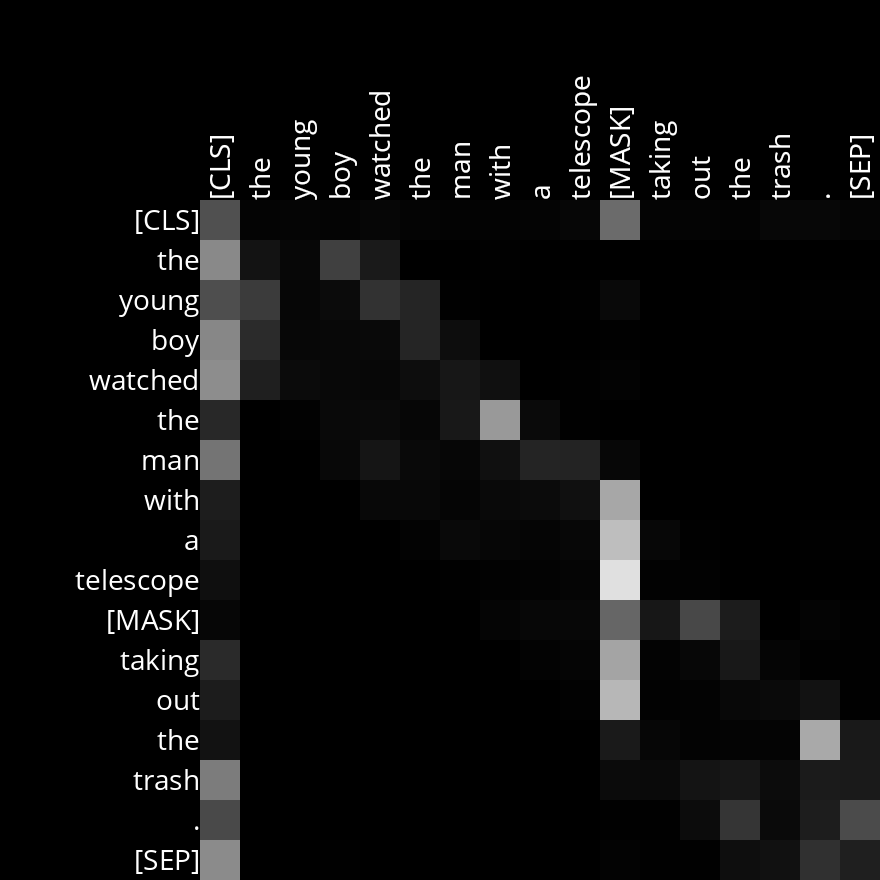 [CLS] the young boy watched the man with a telescope [MASK] taking out the trash . [SEP]
[CLS]
the
young
boy
watched
the
man
with
a
telescope
[MASK]
taking
out
the
trash
.
[SEP]